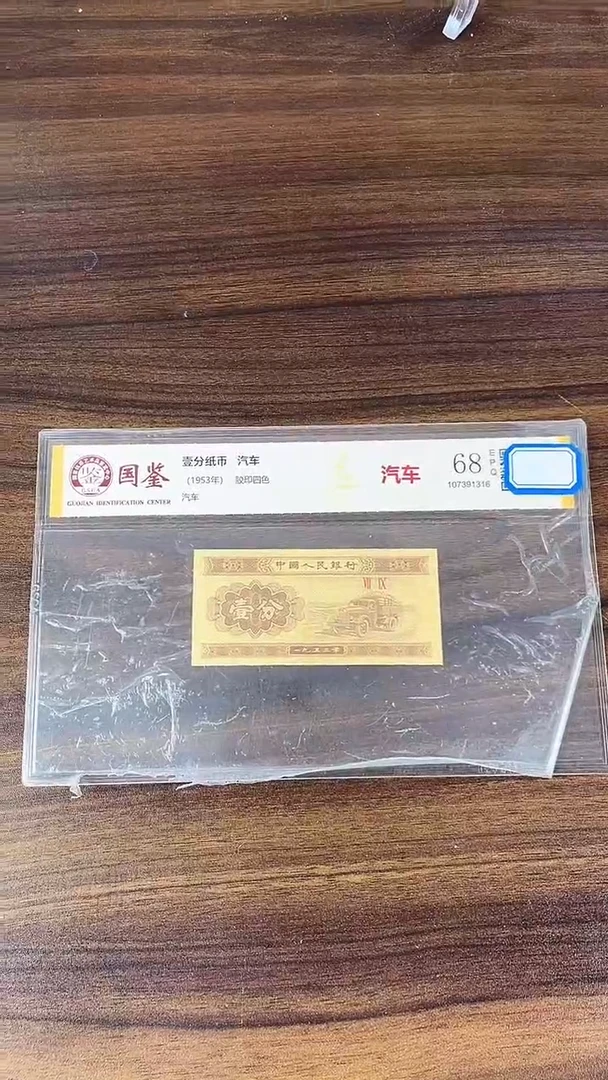 国鉴
GUOJIAN IDENTIFICATION CENTER
壹分纸币 汽车
(1953年) 胶印四色
汽车
汽车
68
EPQ
107391316
中國人民銀行
VII IX
壹分
一九五三年